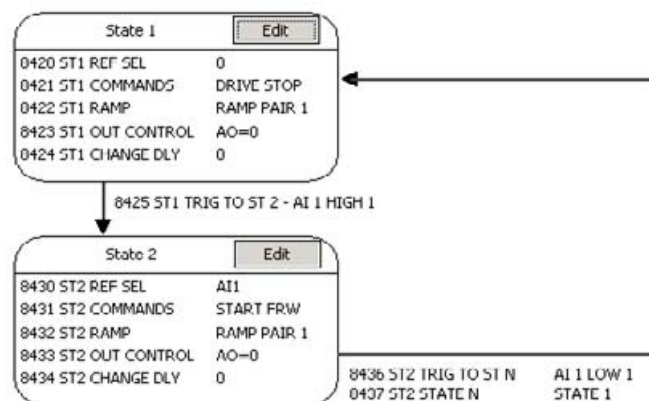 State 1 Edit
0420 ST1 REF SEL 0
0421 ST1 COMMANDS DRIVE STOP
0422 ST1 RAMP RAMP PAIR 1
8423 ST1 OUT CONTROL AO=0
0424 ST1 CHANGE DLY 0
8425 ST1 TRIG TO ST 2 - AI 1 HIGH 1
State 2 Edit
8430 ST2 REF SEL AI1
8431 ST2 COMMANDS START FRW
8432 ST2 RAMP RAMP PAIR 1
8433 ST2 OUT CONTROL AO=0
8434 ST2 CHANGE DLY 0
8436 ST2 TRIG TO ST N AI 1 LOW 1
0437 ST2 STATE N STATE 1